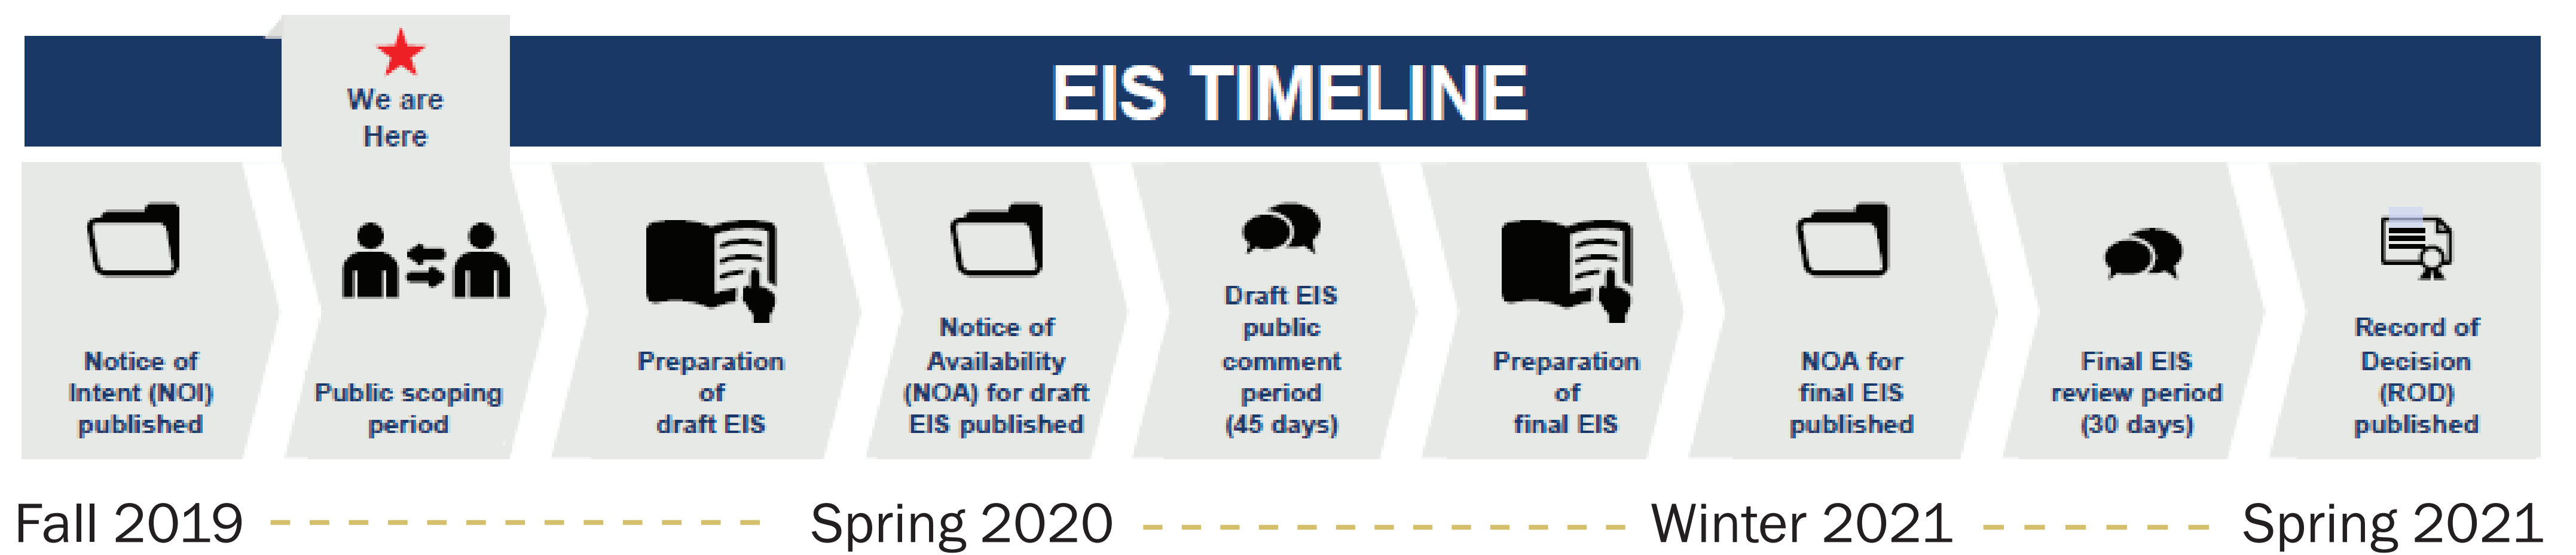 We are
Here
EIS TIMELINE
Notice of
Intent (NOI)
published
Public scoping
period
Preparation
of
draft EIS
Notice of
Availability
(NOA) for draft
EIS published
Draft EIS
public
comment
period
(45 days)
Preparation
of
final EIS
NOA for
final EIS
published
Final EIS
review period
(30 days)
Record of
Decision
(ROD)
published
Fall 2019
Spring 2020
Winter 2021
Spring 2021